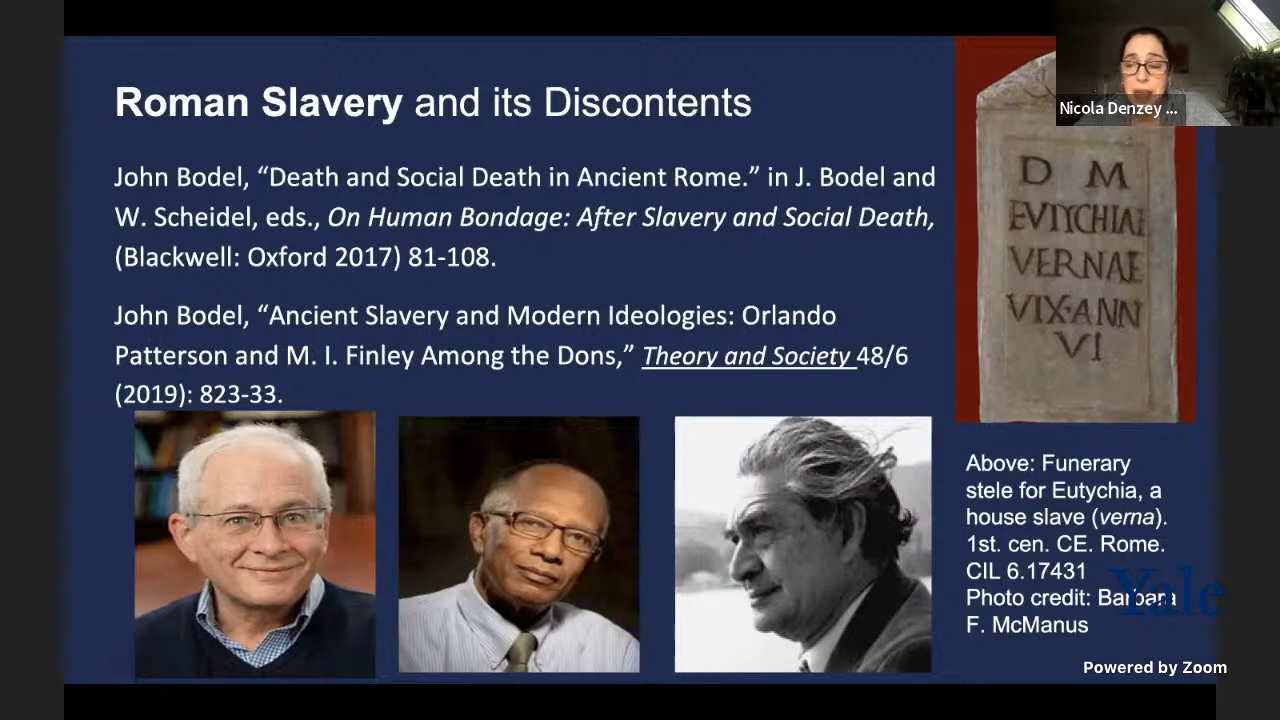 Roman Slavery and its Discontents
John Bodel, “Death and Social Death in Ancient Rome.” in J. Bodel and
W. Scheidel, eds., On Human Bondage: After Slavery and Social Death,
(Blackwell: Oxford 2017) 81-108.
John Bodel, “Ancient Slavery and Modern Ideologies: Orlando
Patterson and M. I. Finley Among the Dons,” Theory and Society 48/6
(2019): 823-33.
Nicola Denzey ...
D M
EVTYCHIAE
VERNAE
VIX·ANN
VI
Above: Funerary
stele for Eutychia, a
house slave (verna).
1st. cen. CE. Rome.
CIL 6.17431
Photo credit: Barbara
F. McManus
Yale
Powered by Zoom